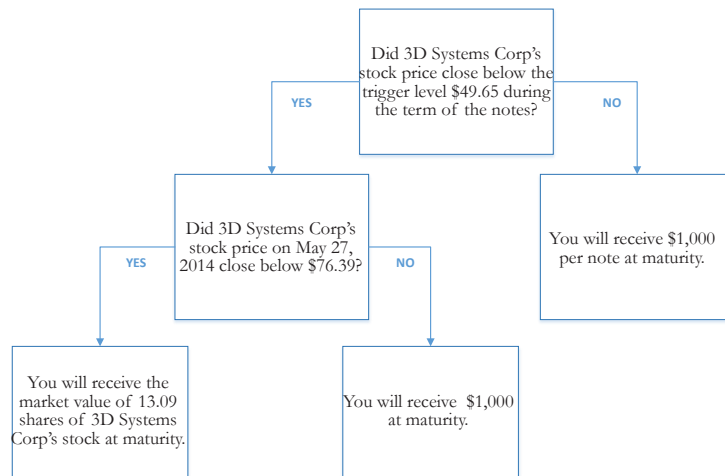 Did 3D Systems Corp's
stock price close below the
trigger level $49.65 during
the term of the notes?
YES
NO
Did 3D Systems Corp's
stock price on May 27,
2014 close below $76.39?
You will receive $1,000
per note at maturity.
YES
NO
You will receive the
market value of 13.09
shares of 3D Systems
Corp's stock at maturity.
You will receive $1,000
at maturity.